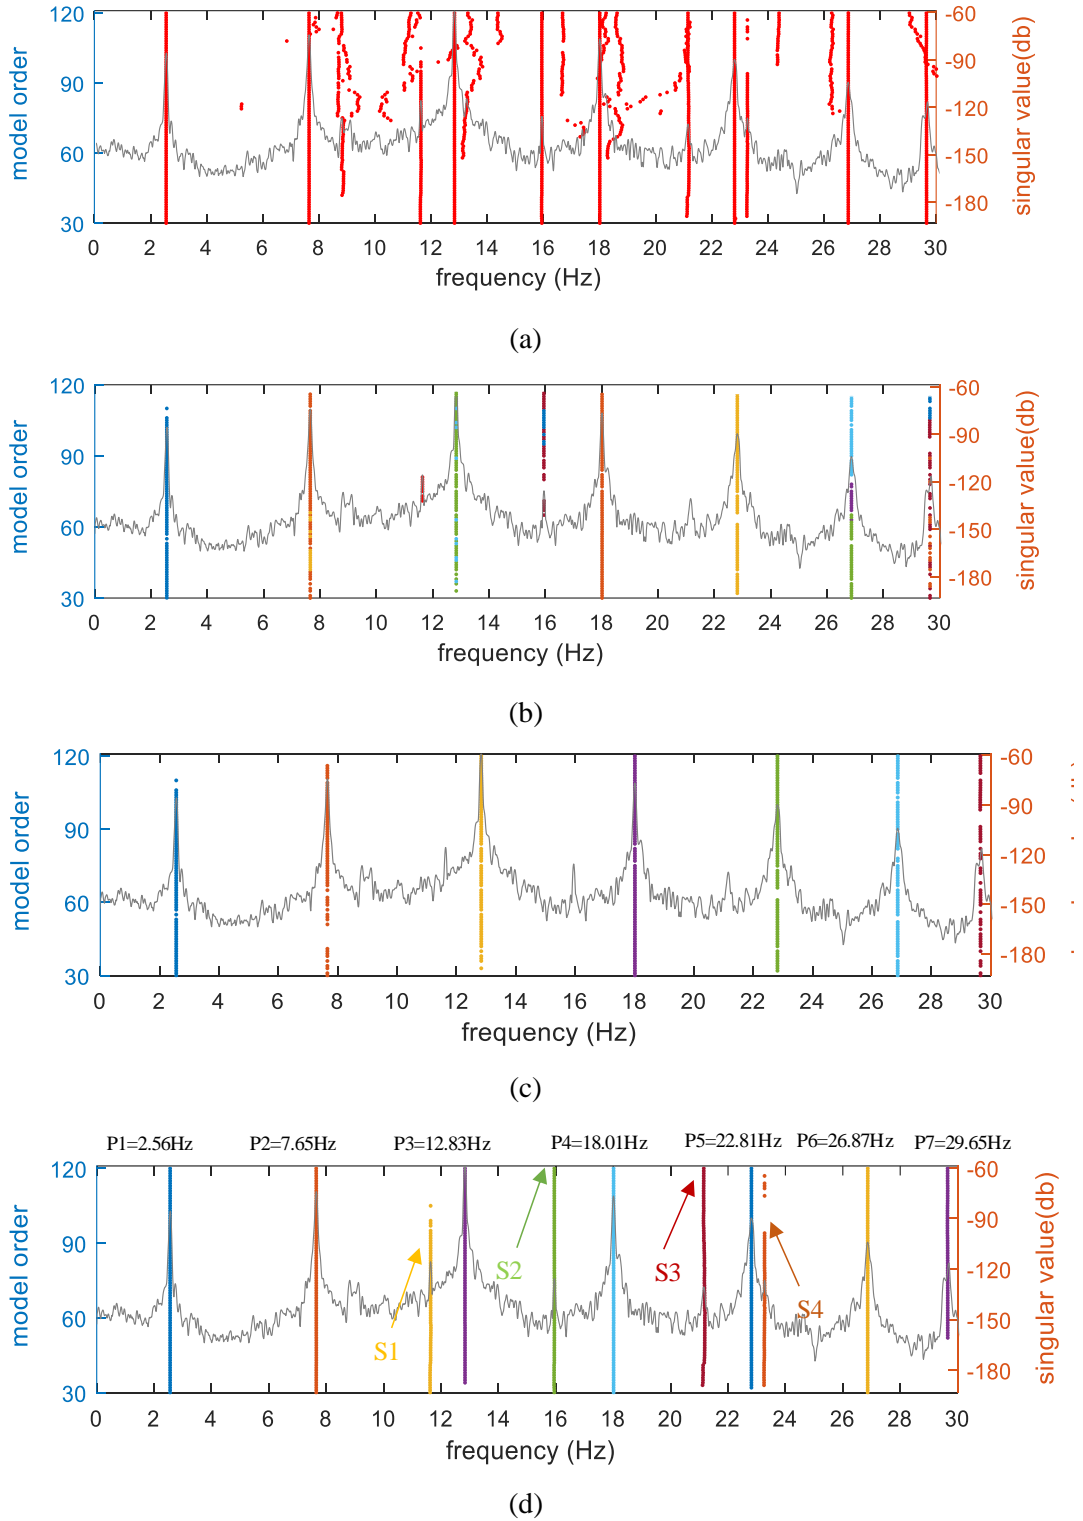 120
90
60
30
model order
-60
-90
-120
-150
-180
singular value(db)
0 2 4 6 8 10 12 14 16 18 20 22 24 26 28 30
frequency (Hz)
(a)
120
90
60
30
model order
-60
-90
-120
-150
-180
singular value(db)
0 2 4 6 8 10 12 14 16 18 20 22 24 26 28 30
frequency (Hz)
(b)
120
90
60
30
model order
-60
-90
-120
-150
-180
0 2 4 6 8 10 12 14 16 18 20 22 24 26 28 30
frequency (Hz)
(c)
P1=2.56Hz P2=7.65Hz P3=12.83Hz P4=18.01Hz P5=22.81Hz P6=26.87Hz P7=29.65Hz
120
90
60
30
model order
S1
S2
S3
S4
-60
-90
-120
-150
-180
singular value(db)
0 2 4 6 8 10 12 14 16 18 20 22 24 26 28 30
frequency (Hz)
(d)